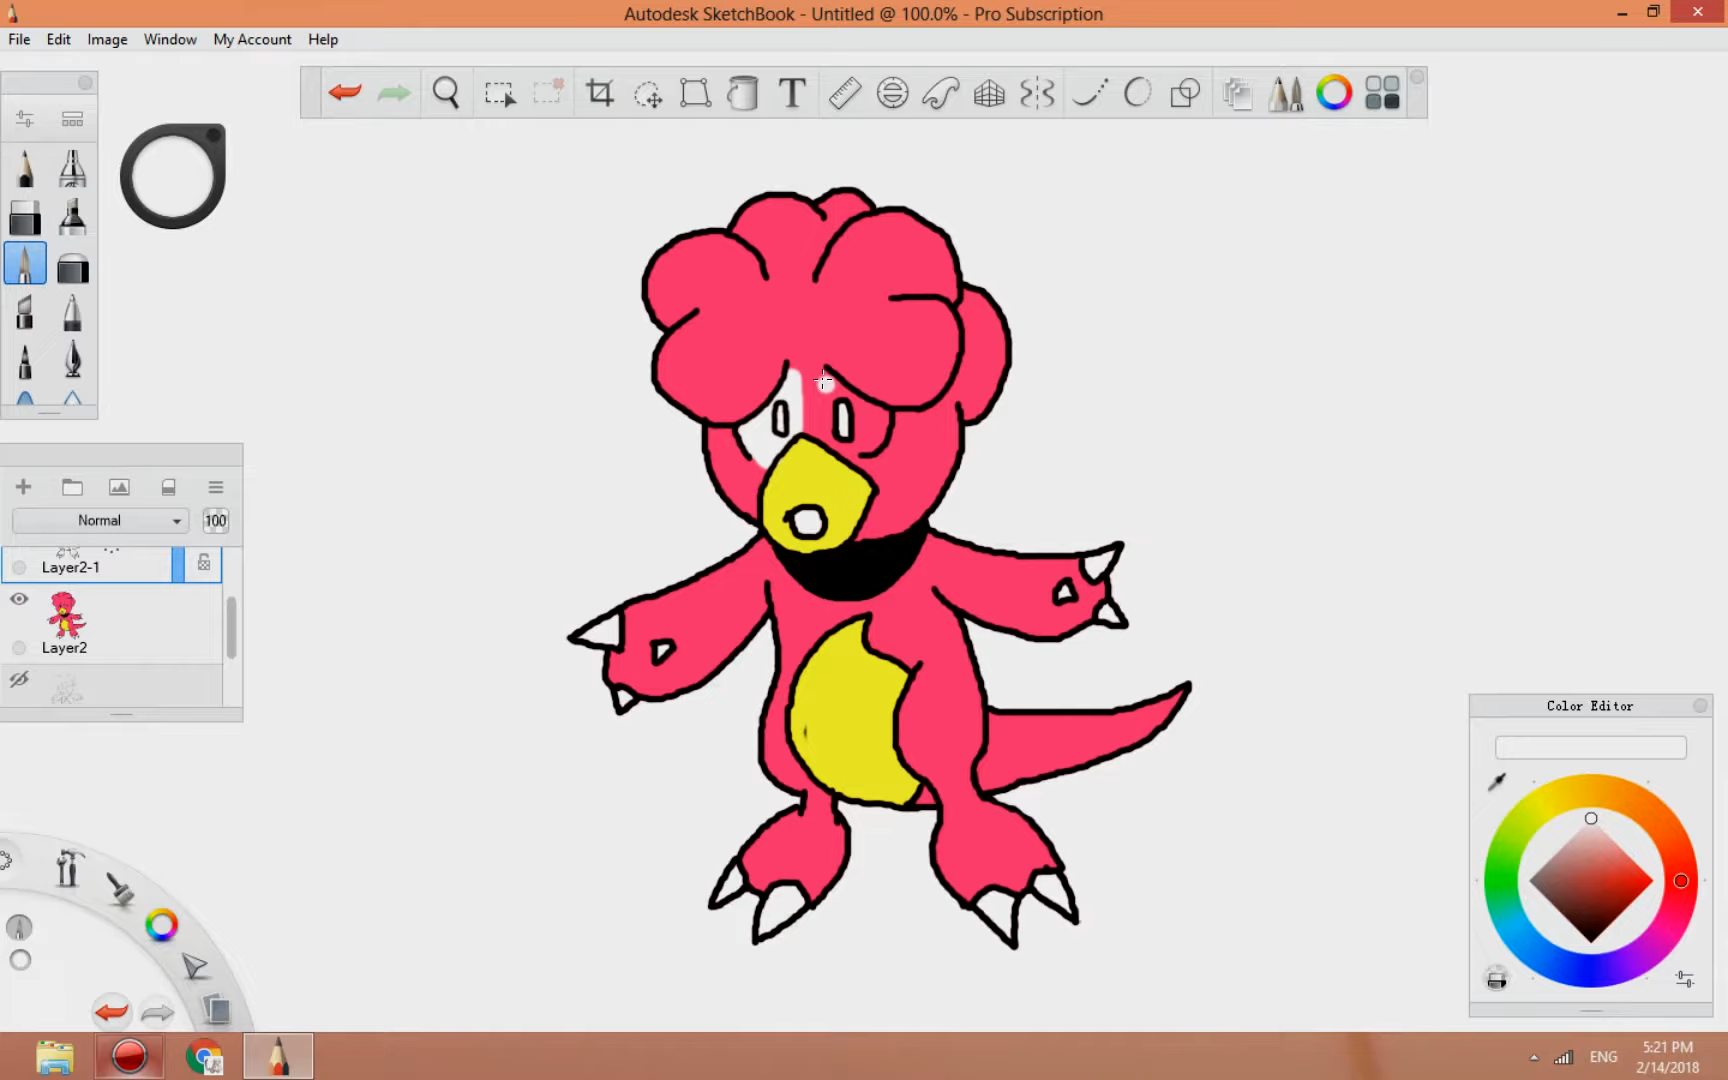 Autodesk SketchBook - Untitled @ 100.0% - Pro Subscription
File Edit Image Window My Account Help
T
Normal 100
Layer2-1
Layer2
Color Editor
ENG
5:21 PM
2/14/2018